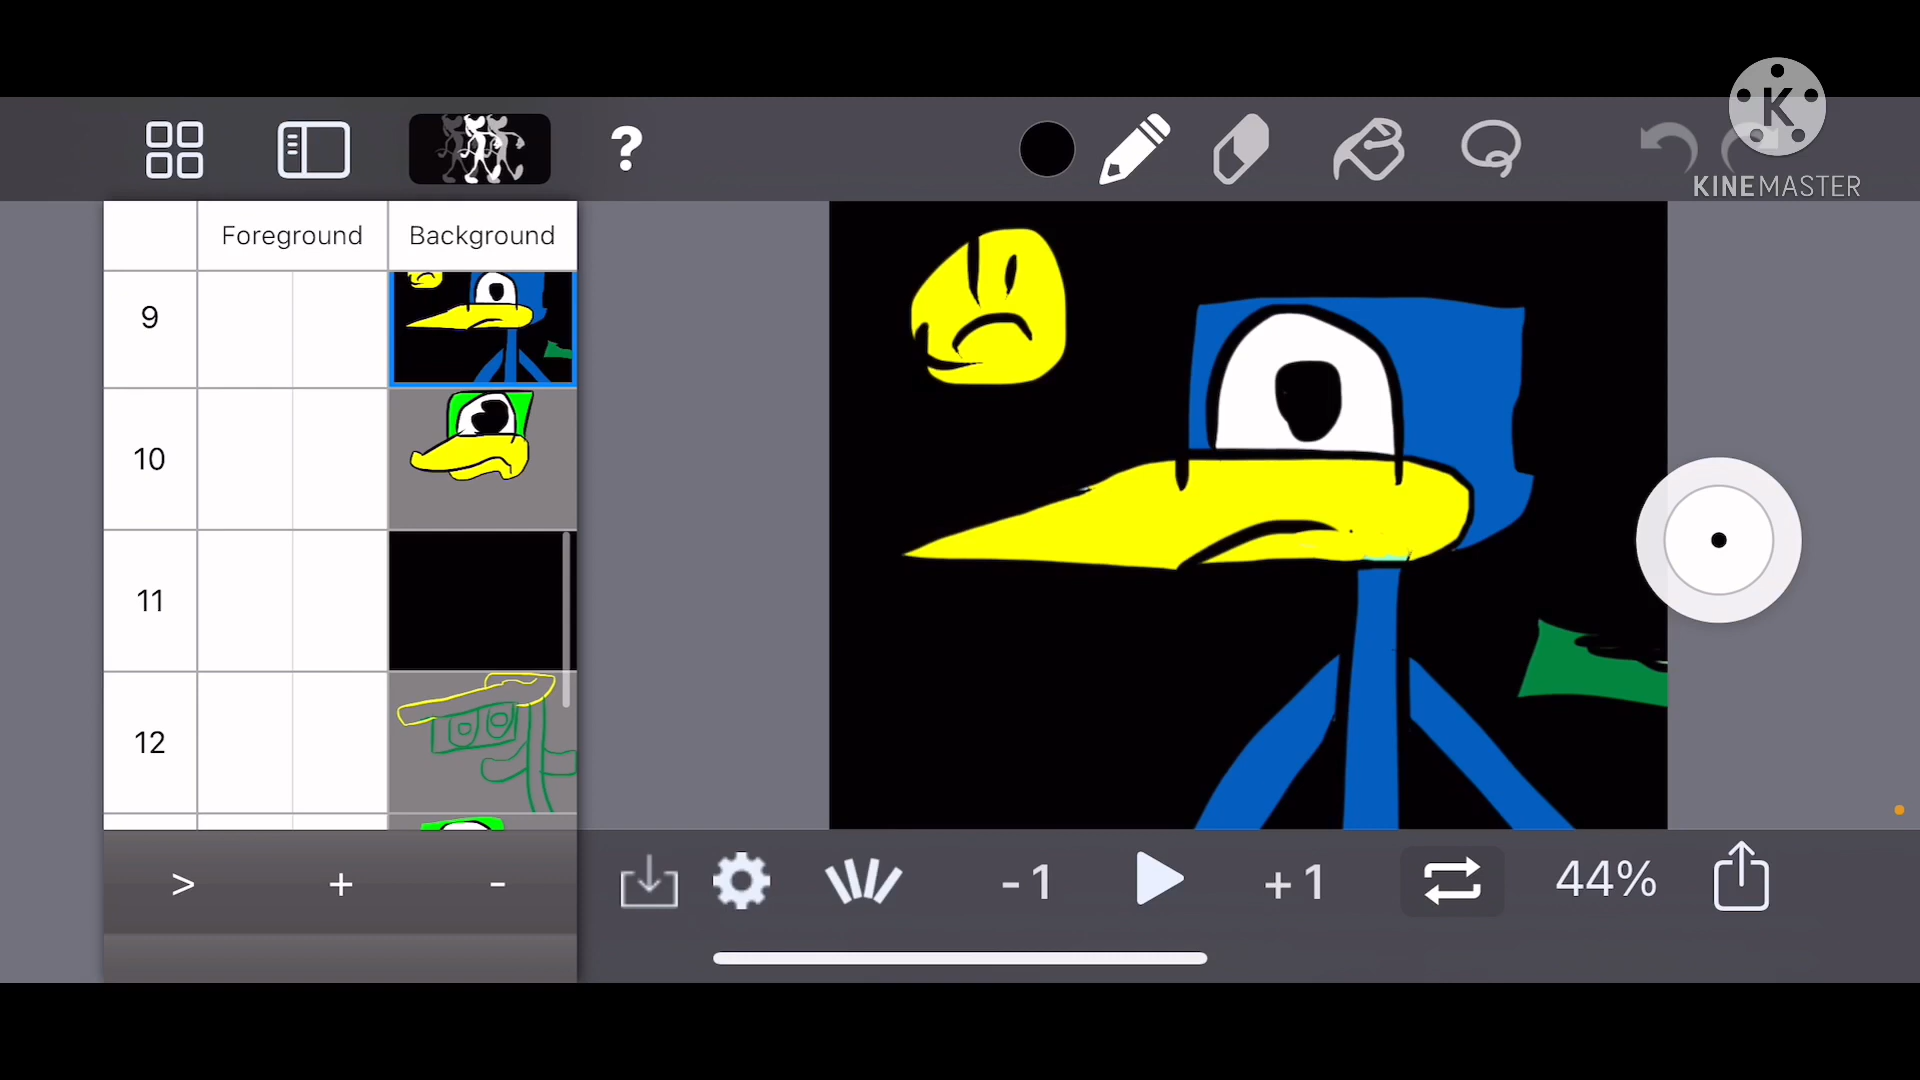 ?
K
KINEMASTER
Foreground Background
9
10
11
12
> + -
-1 +1 44%